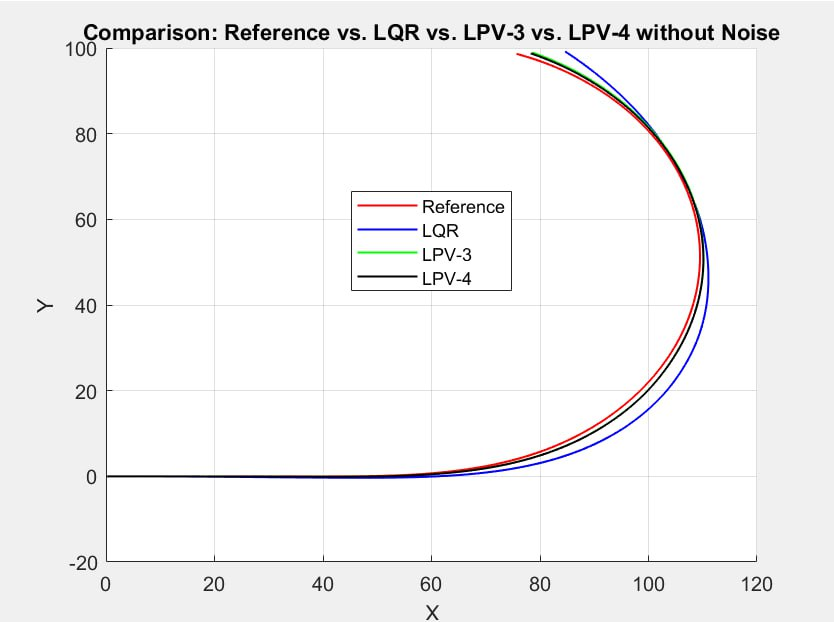 Comparison: Reference vs. LQR vs. LPV-3 vs. LPV-4 without Noise
100
80
60
40
20
0
-20
Y
Reference
LQR
LPV-3
LPV-4
0 20 40 60 80 100 120
X